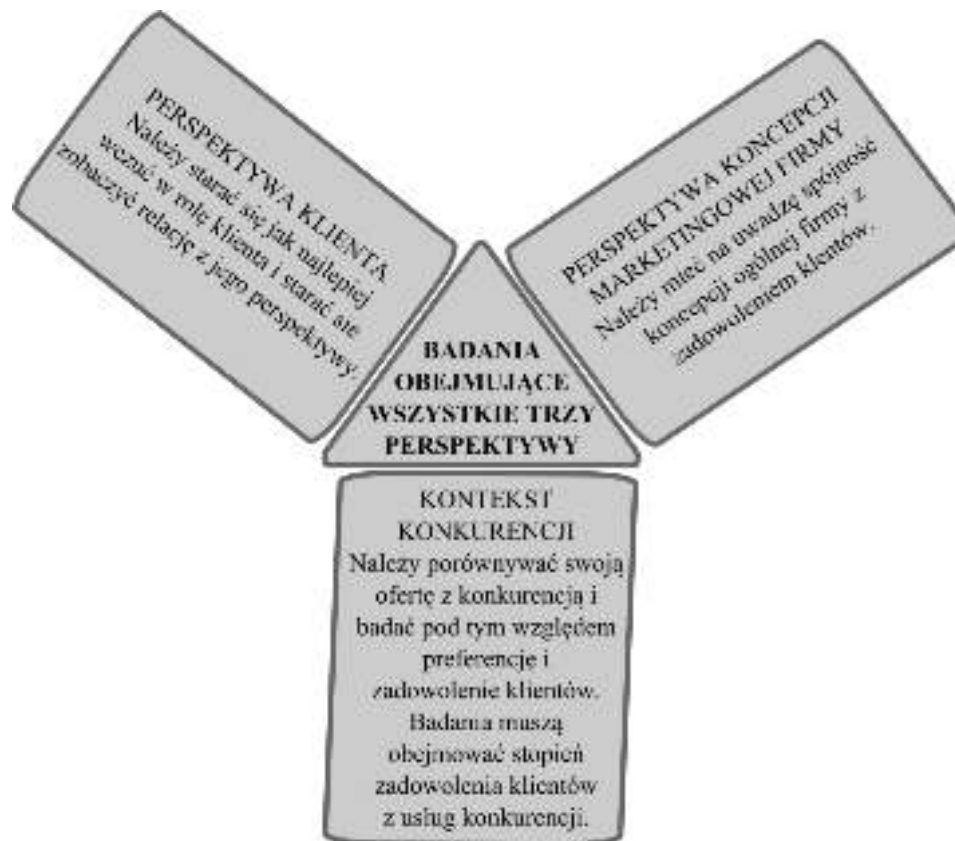 PERSPEKTYWA KLIENTA
Należy starać się jak najlepiej
wczuć w rolę klienta i starać się
zobaczyć relację z jego perspektywy.
PERSPEKTYWA KONCEPCJI
MARKETINGOWEJ FIRMY
Należy mieć na uwadzę spójność
koncepcji ogólnej firmy z
zadowoleniem klentów.
BADANIA
OBEJMUJĄCE
WSZYSTKIE TRZY
PERSPEKTYWY
KONTEKST
KONKURENCJI
Należy porównywać swoją
ofertę z konkurencją i
badać pod tym względem
preferencje i
zadowolenie klientów.
Badania muszą
obejmować stopień
zadowolenia klientów
z usług konkurencji.